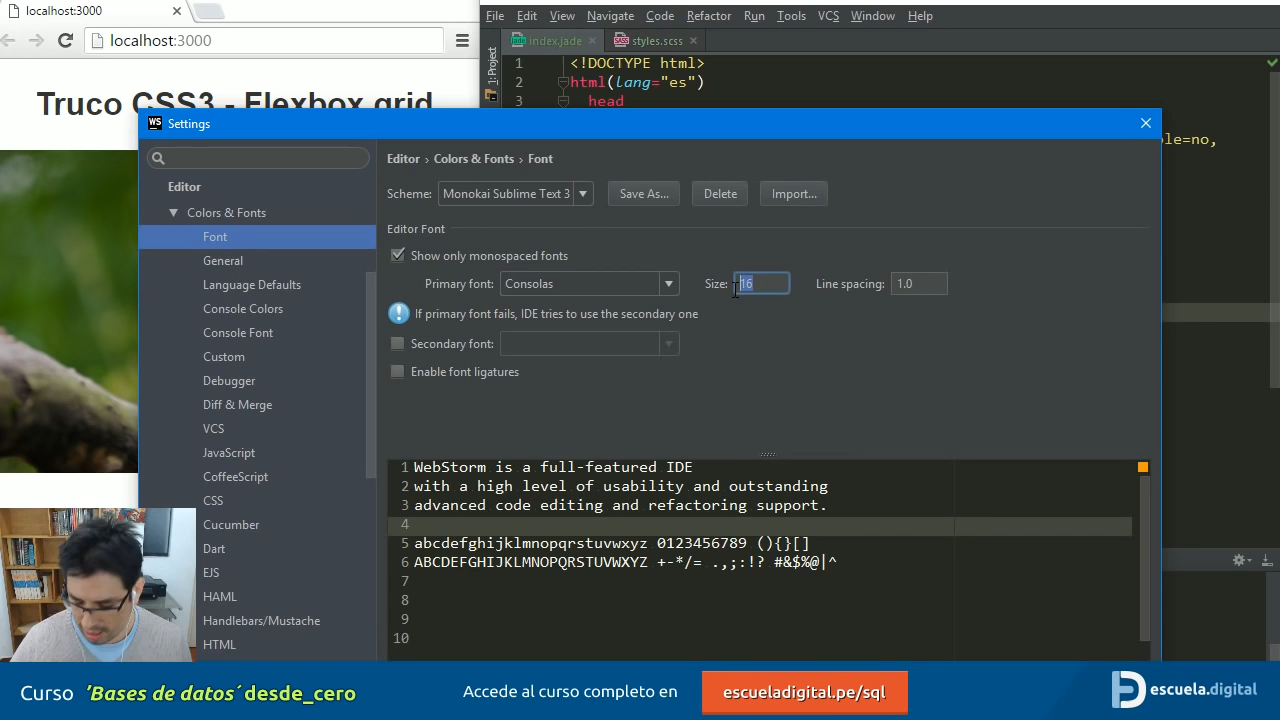 localhost:3000
localhost:3000
Truco CSS3 - Flexbox grid
File Edit View Navigate Code Refactor Run Tools VCS Window Help
index.jade
styles.scss
1: Project
1 <!DOCTYPE html>
2 html(lang="es")
3 head
ple=no,
WS Settings
Editor
Colors & Fonts
Font
General
Language Defaults
Console Colors
Console Font
Custom
Debugger
Diff & Merge
VCS
JavaScript
CoffeeScript
CSS
Cucumber
Dart
EJS
HAML
Handlebars/Mustache
HTML
Editor › Colors & Fonts › Font
Scheme: Monokai Sublime Text 3 Save As... Delete Import...
Editor Font
Show only monospaced fonts
Primary font: Consolas Size: 16 Line spacing: 1.0
If primary font fails, IDE tries to use the secondary one
Secondary font:
Enable font ligatures
1 WebStorm is a full-featured IDE
2 with a high level of usability and outstanding
3 advanced code editing and refactoring support.
4
5 abcdefghijklmnopqrstuvwxyz 0123456789 (){}[]
6 ABCDEFGHIJKLMNOPQRSTUVWXYZ +-*/= .,;:!? #&$%@|^
7
8
9
10
Curso 'Bases de datos' desde_cero
Accede al curso completo en
escueladigital.pe/sql
escuela.digital